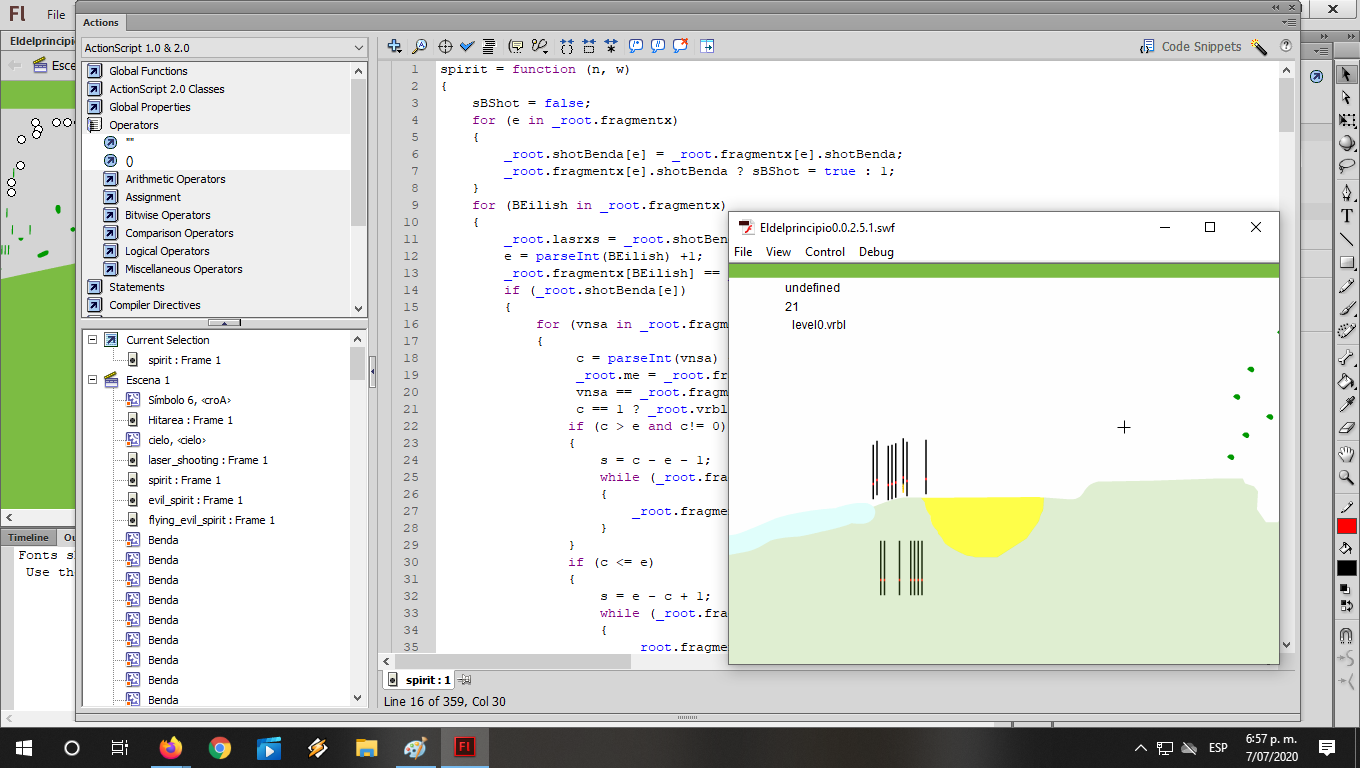 Fl File
Actions
Eldelprincipio
Esce
ActionScript 1.0 & 2.0
Global Functions
ActionScript 2.0 Classes
Global Properties
Operators
""
()
Arithmetic Operators
Assignment
Bitwise Operators
Comparison Operators
Logical Operators
Miscellaneous Operators
Statements
Compiler Directives
Current Selection
spirit : Frame 1
Escena 1
Símbolo 6, <croA>
Hitarea : Frame 1
cielo, <cielo>
laser_shooting : Frame 1
spirit : Frame 1
evil_spirit : Frame 1
flying_evil_spirit : Frame 1
Benda
Benda
Benda
Benda
Benda
Benda
Benda
Benda
Benda
Timeline Ou
Fonts s
Use th
Code Snippets
1 spirit = function (n, w)
2 {
3 sBShot = false;
4 for (e in _root.fragmentx)
5 {
6 _root.shotBenda[e] = _root.fragmentx[e].shotBenda;
7 _root.fragmentx[e].shotBenda ? sBShot = true : 1;
8 }
9 for (BEilish in _root.fragmentx)
10 {
11 _root.lasrxs = _root.shotBen
12 e = parseInt(BEilish) +1;
13 _root.fragmentx[BEilish] ==
14 if (_root.shotBenda[e])
15 {
16 for (vnsa in _root.fragm
17 {
18 c = parseInt(vnsa)
19 _root.me = _root.fr
20 vnsa == _root.fragm
21 c == 1 ? _root.vrbl
22 if (c > e and c!= 0)
23 {
24 s = c - e - 1;
25 while (_root.fra
26 {
27 _root.fragme
28 }
29 }
30 if (c <= e)
31 {
32 s = e - c + 1;
33 while (_root.fra
34 {
35 root.fragme
spirit : 1
Line 16 of 359, Col 30
Eldelprincipio0.0.2.5.1.swf
File View Control Debug
undefined
21
level0.vrbl
Fl
ESP
6:57 p. m.
7/07/2020